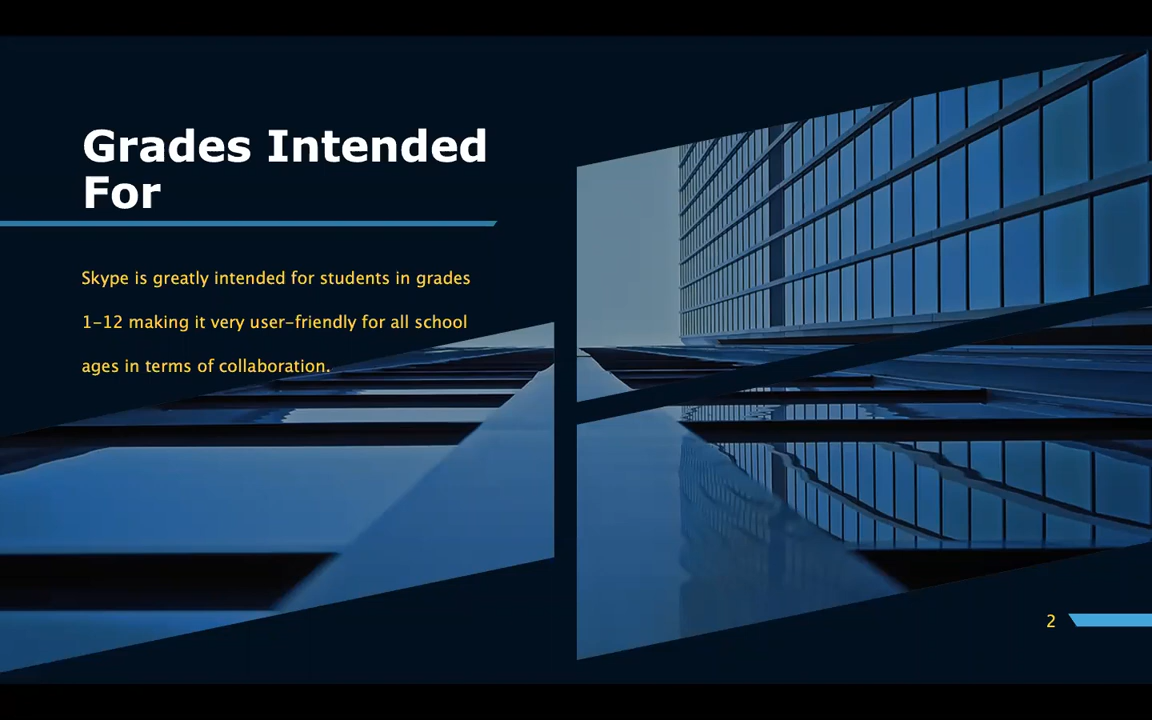 Grades Intended
For
Skype is greatly intended for students in grades
1-12 making it very user-friendly for all school
ages in terms of collaboration.
2